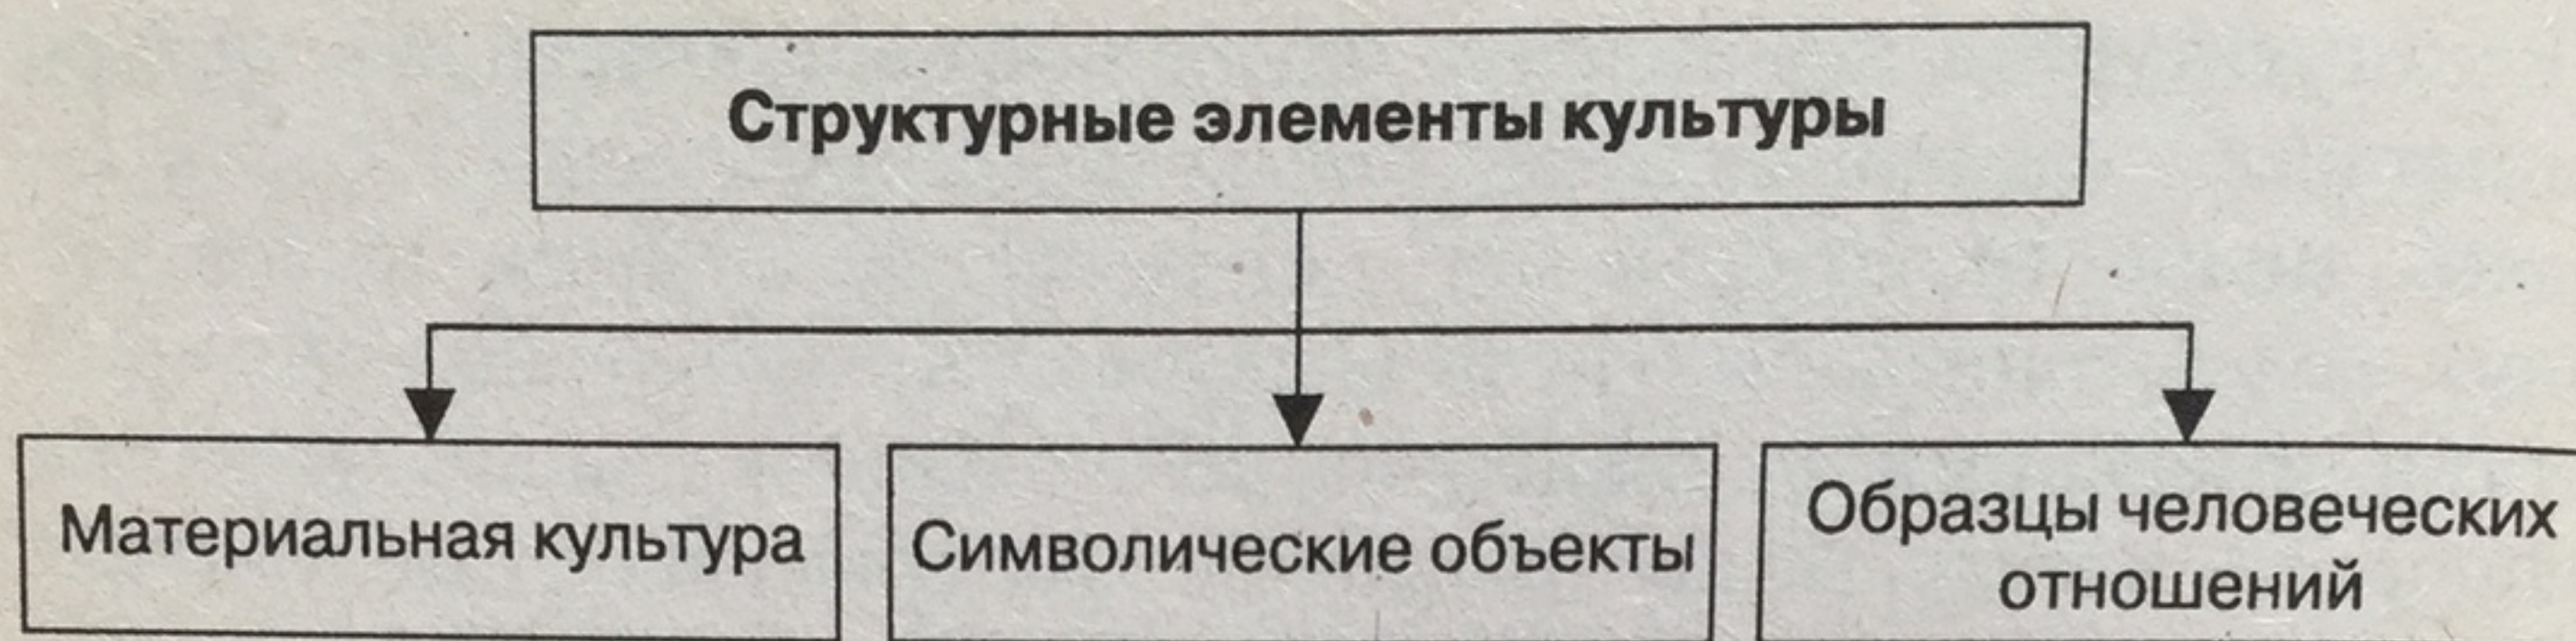 Структурные элементы культуры
Материальная культура
Символические объекты
Образцы человеческих
отношений